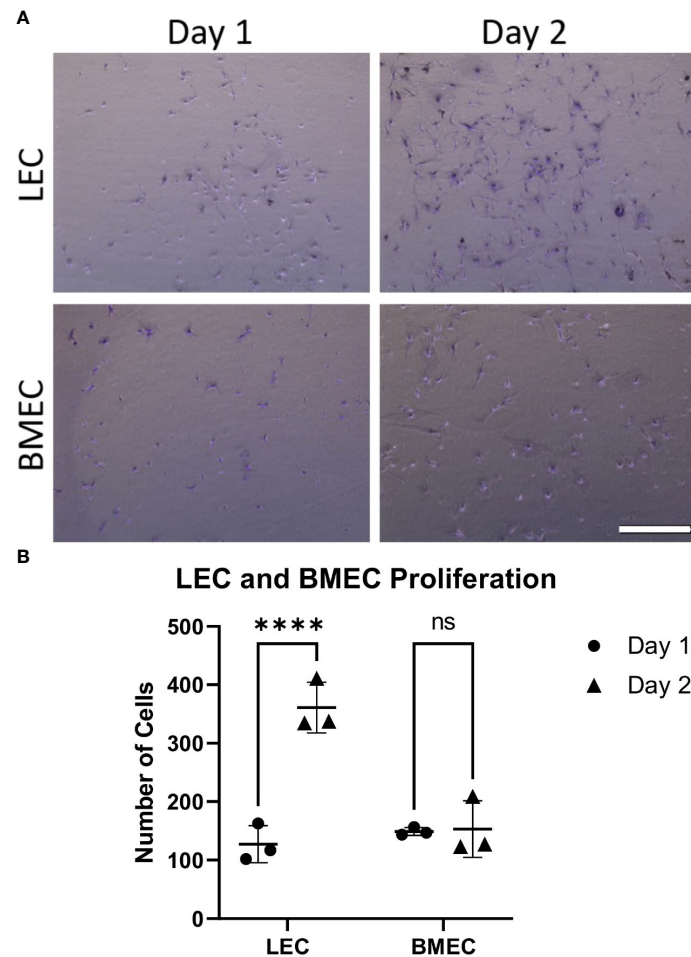 A
Day 1 Day 2
LEC
BMEC
B
LEC and BMEC Proliferation
500
400
300
200
100
0
Number of Cells
**** ns
Day 1
Day 2
LEC BMEC